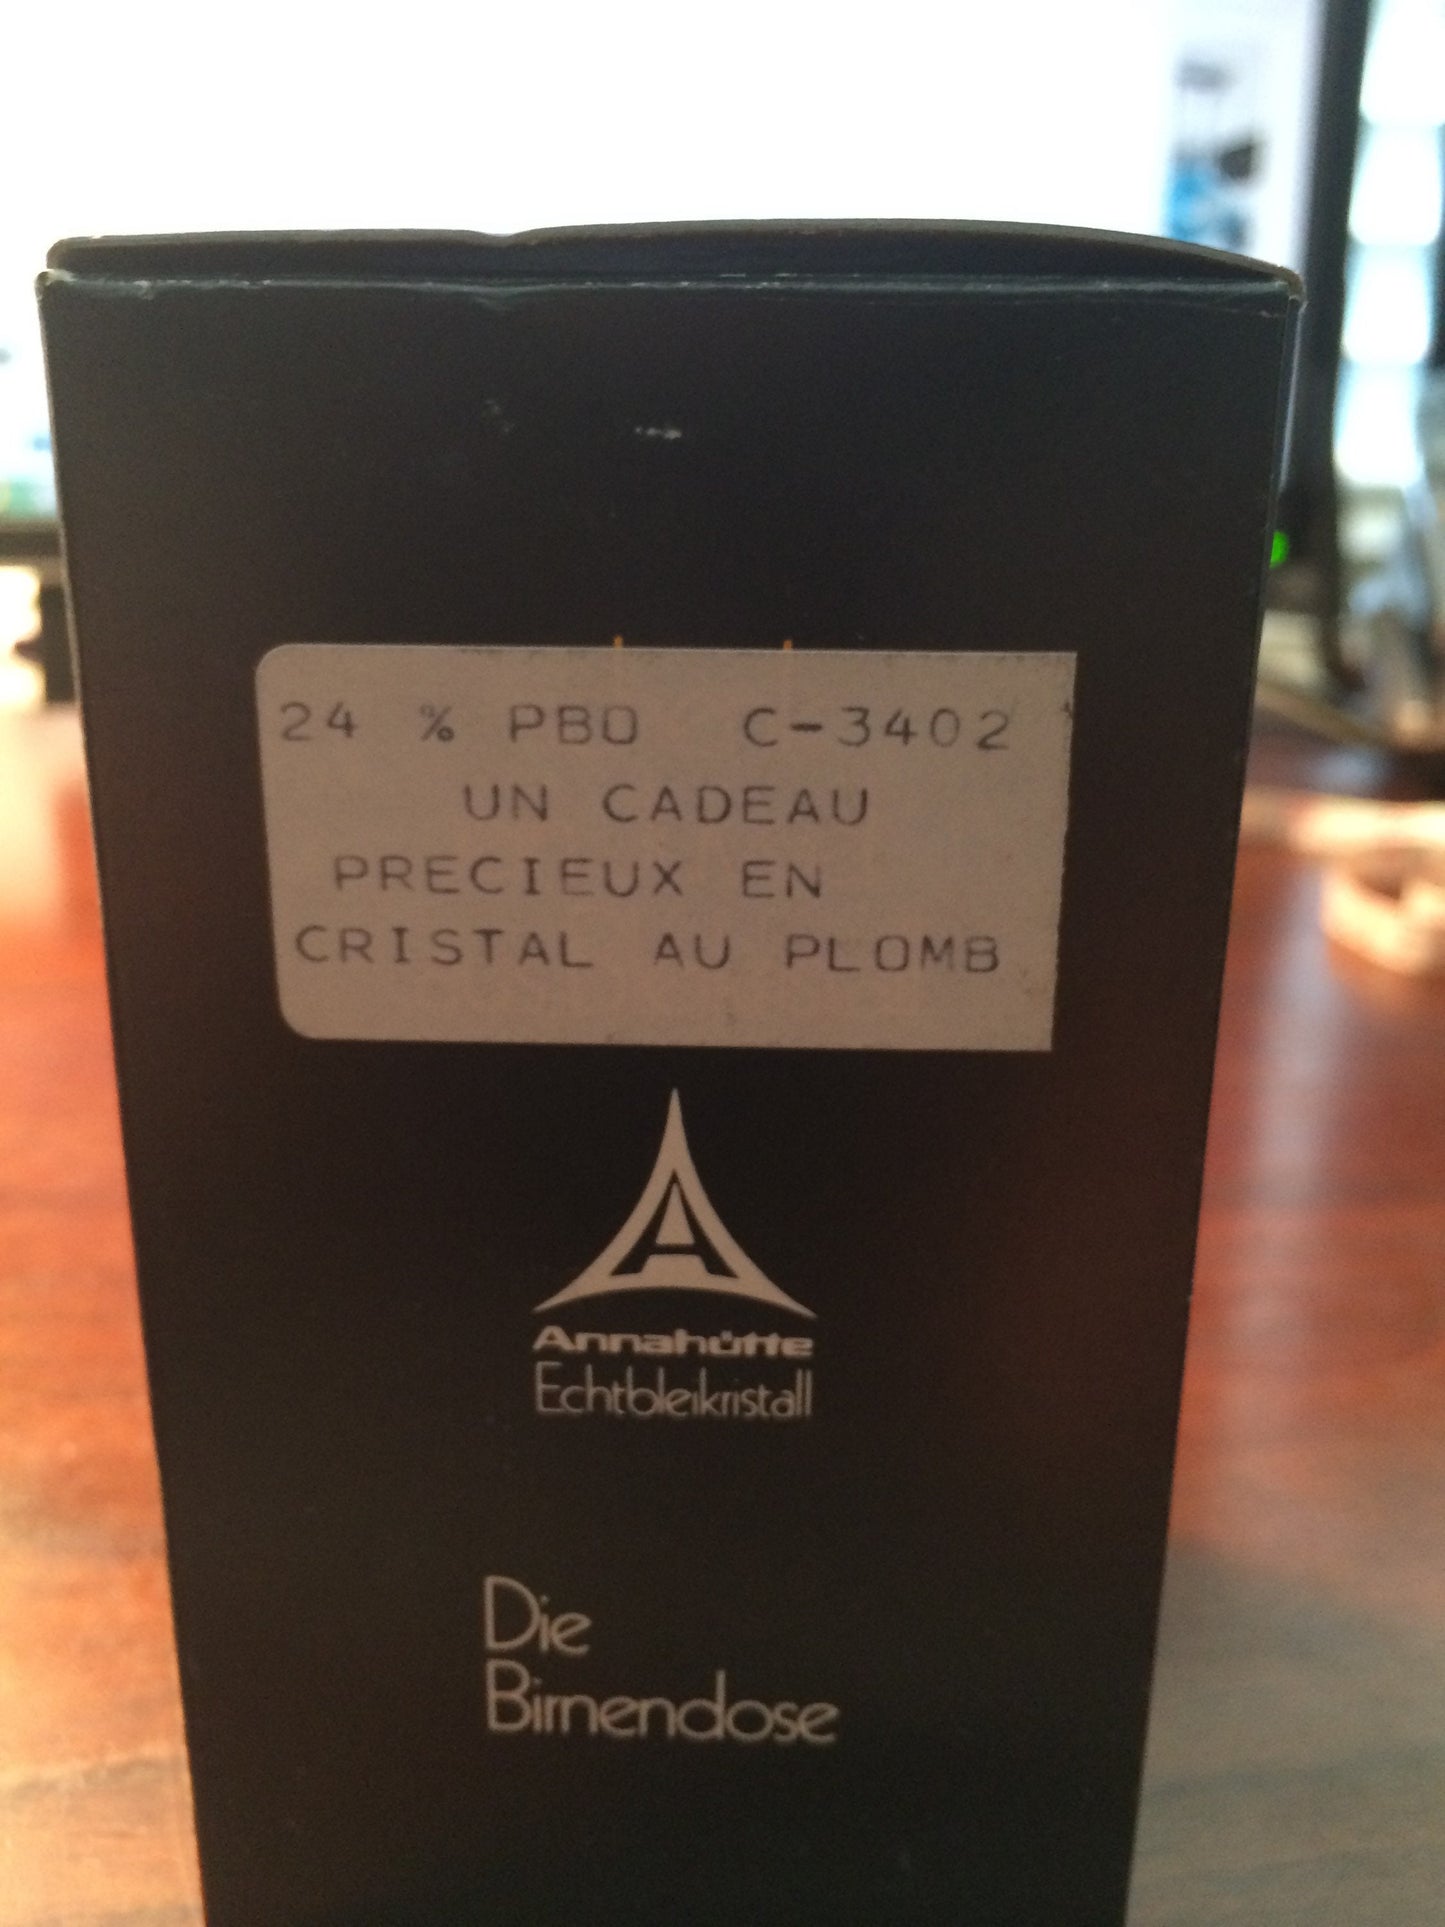 24 % PBO C-3402
UN CADEAU
PRECIEUX EN
CRISTAL AU PLOMB
A
Annahütte
Echtbleikristall
Die
Birnendose